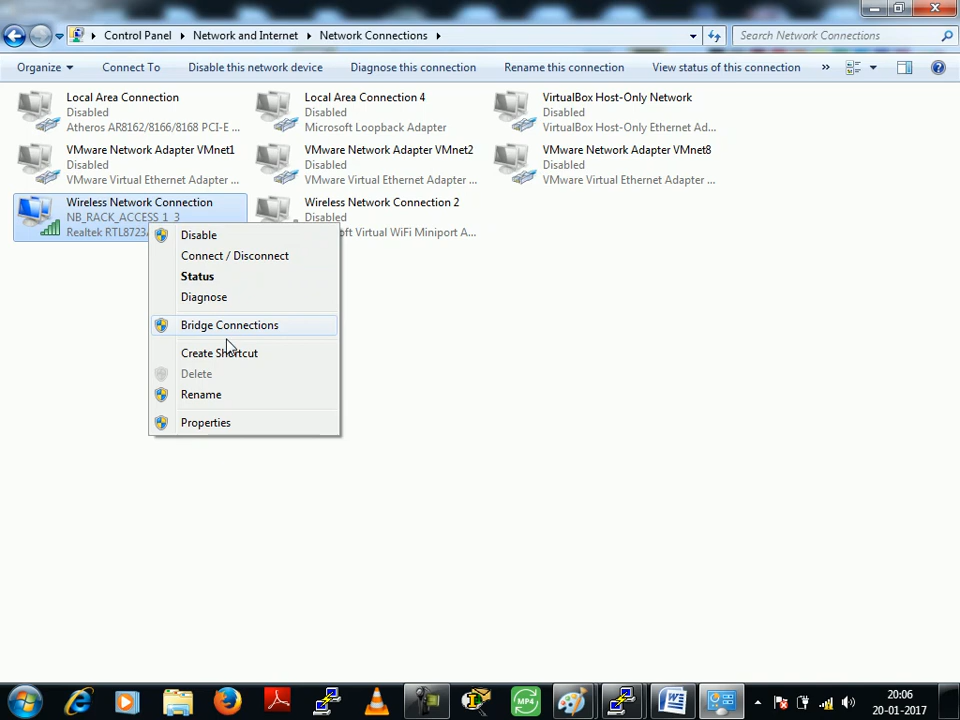 Control Panel Network and Internet Network Connections Search Network Connections
Organize Connect To Disable this network device Diagnose this connection Rename this connection View status of this connection »
Local Area Connection
Disabled
Atheros AR8162/8166/8168 PCI-E ...
Local Area Connection 4
Disabled
Microsoft Loopback Adapter
VirtualBox Host-Only Network
Disabled
VirtualBox Host-Only Ethernet Ad...
VMware Network Adapter VMnet1
Disabled
VMware Virtual Ethernet Adapter ...
VMware Network Adapter VMnet2
Disabled
VMware Virtual Ethernet Adapter ...
VMware Network Adapter VMnet8
Disabled
VMware Virtual Ethernet Adapter ...
Wireless Network Connection
NB_RACK_ACCESS_1_3
Realtek RTL8723
Wireless Network Connection 2
Disabled
oft Virtual WiFi Miniport A...
Disable
Connect / Disconnect
Status
Diagnose
Bridge Connections
Create Shortcut
Delete
Rename
Properties
MP4
20:06
20-01-2017